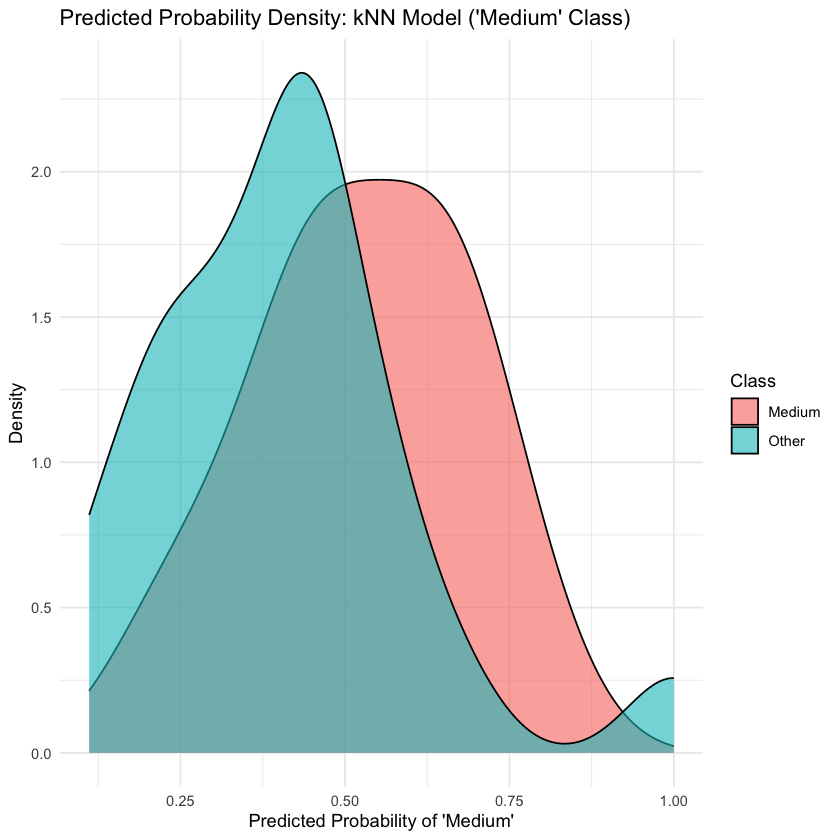 Predicted Probability Density: kNN Model ('Medium' Class)
2.0
1.5
1.0
0.5
0.0
Density
0.25 0.50 0.75 1.00
Predicted Probability of 'Medium'
Class
Medium
Other